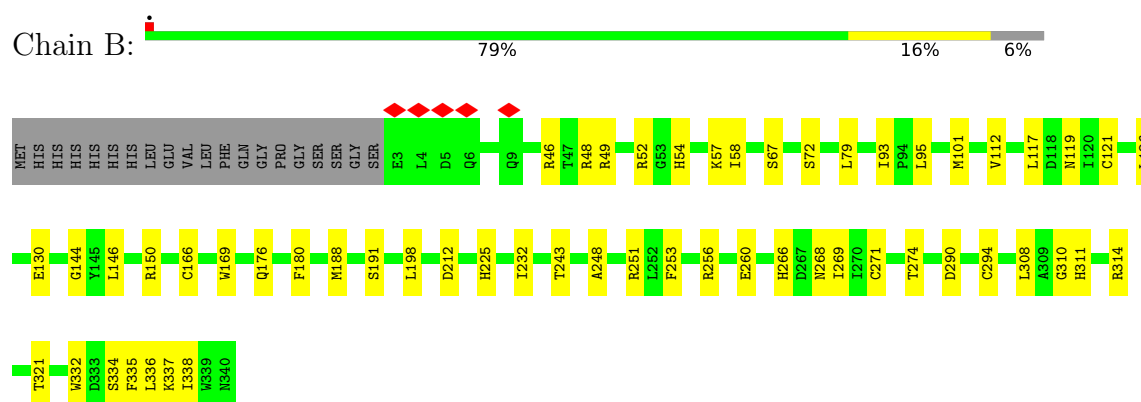 Chain B:
79% 16% 6%
MET HIS HIS HIS HIS HIS HIS LEU GLU VAL LEU PHE GLN GLY PRO GLY SER SER GLY SER E3 L4 D5 Q6 Q9 R46 T47 R48 R49 R52 G53 H54 K57 I58 S67 S72 L79 I93 P94 L95 M101 V112 L117 D118 N119 I120 C121
E130 G144 Y145 L146 R150 C166 W169 Q176 F180 M188 S191 L198 D212 H225 I232 T243 A248 R251 L252 F253 R256 E260 H266 D267 N268 I269 I270 C271 T274 D290 C294 L308 A309 G310 H311 R314
T321 W332 D333 S334 F335 L336 K337 I338 W339 N340